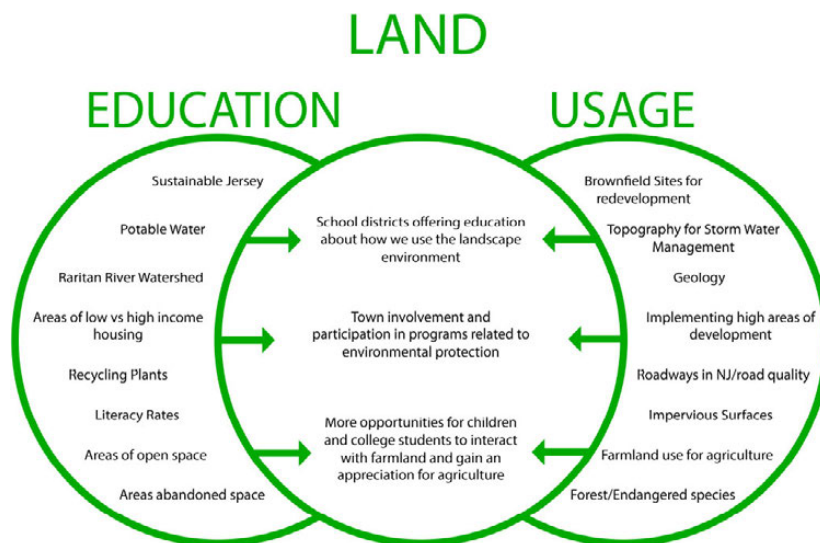 LAND
EDUCATION
USAGE
Sustainable Jersey
Potable Water
Raritan River Watershed
Areas of low vs high income
housing
Recycling Plants
Literacy Rates
Areas of open space
Areas abandoned space
School districts offering education
about how we use the landscape
environment
Town involvement and
participation in programs related to
environmental protection
More opportunities for children
and college students to interact
with farmland and gain an
appreciation for agriculture
Brownfield Sites for
redevelopment
Topography for Storm Water
Management
Geology
Implementing high areas of
development
Roadways in NJ/road quality
Impervious Surfaces
Farmland use for agriculture
Forest/Endangered species